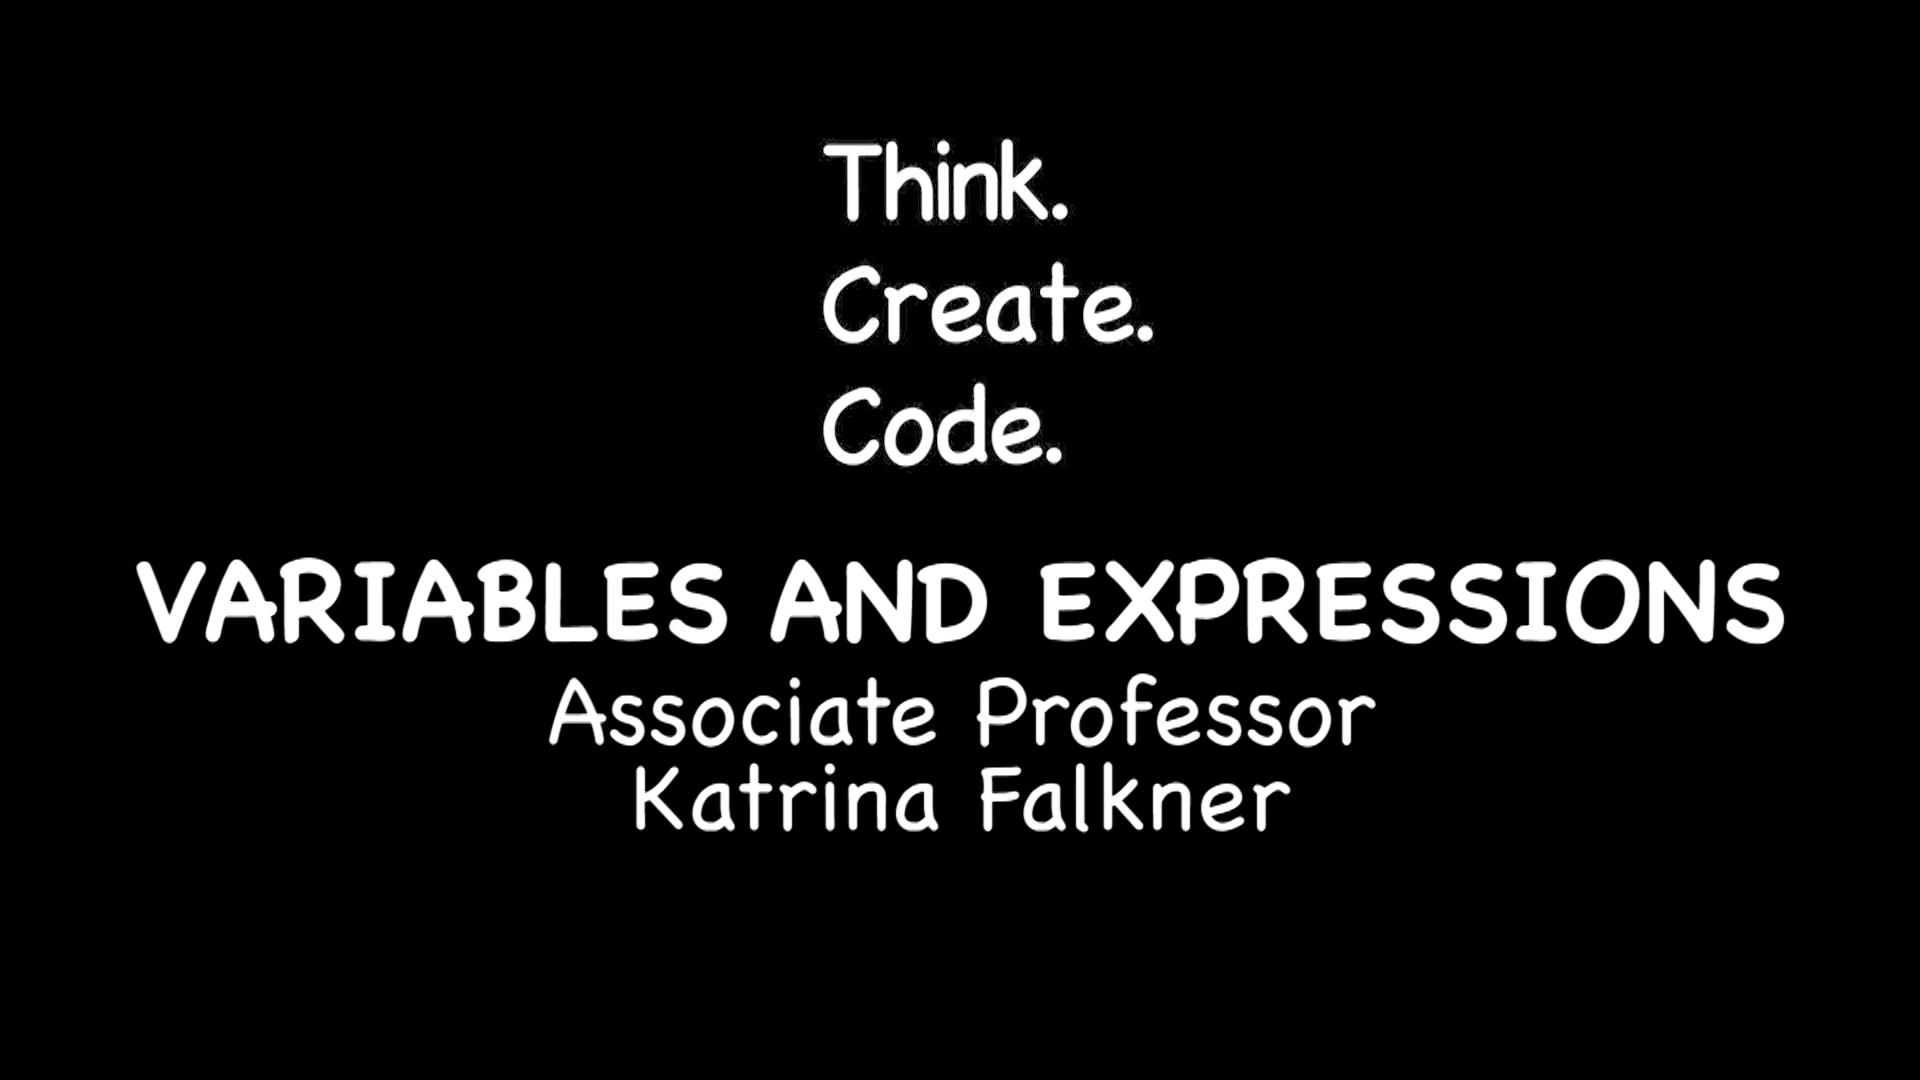 Think.
Create.
Code.
VARIABLES AND EXPRESSIONS
Associate Professor
Katrina Falkner